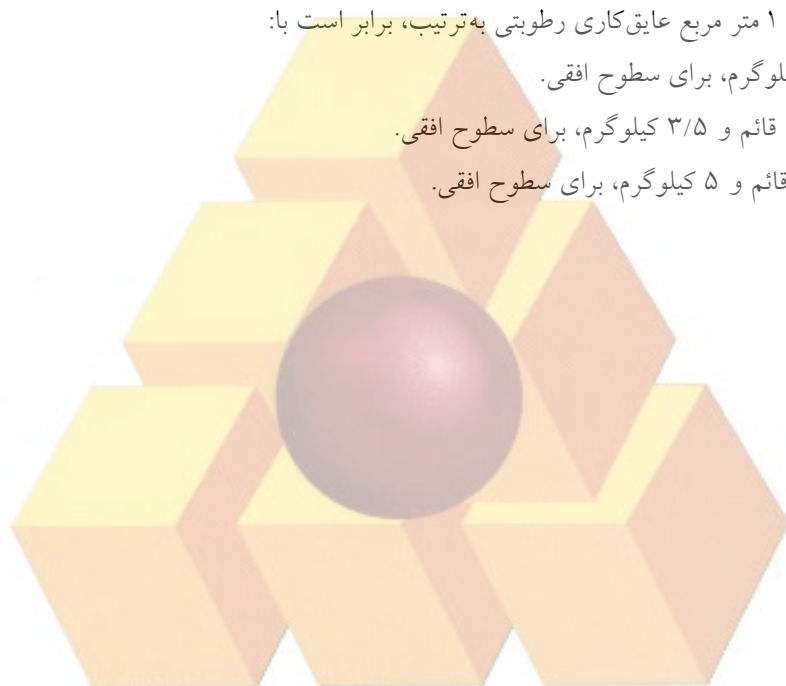 ۱ متر مربع عایق‌کاری رطوبتی به‌ترتیب، برابر است با:
برای سطوح افقی.
قائم و ۳/۵ کیلوگرم، برای سطوح افقی.
قائم و ۵ کیلوگرم، برای سطوح افقی.